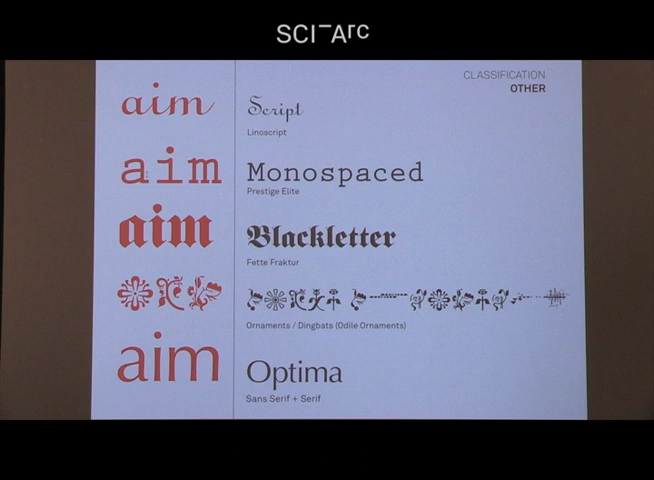 SCI-Arc
CLASSIFICATION
OTHER
aim
Script
Linoscript
aim
Monospaced
Prestige Elite
aim
Blackletter
Fette Fraktur
Ornaments / Dingbats (Odile Ornaments)
aim
Optima
Sans Serif + Serif